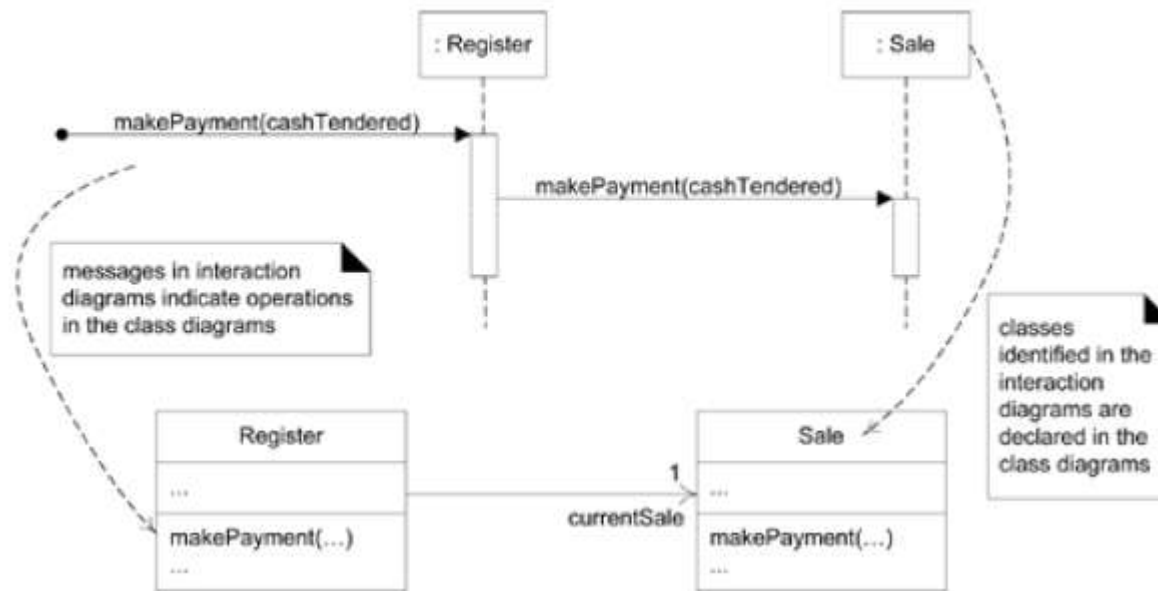 : Register
: Sale
makePayment(cashTendered)
makePayment(cashTendered)
messages in interaction
diagrams indicate operations
in the class diagrams
classes
identified in the
interaction
diagrams are
declared in the
class diagrams
Register
...
makePayment(...)
...
1
currentSale
Sale
...
makePayment(...)
...